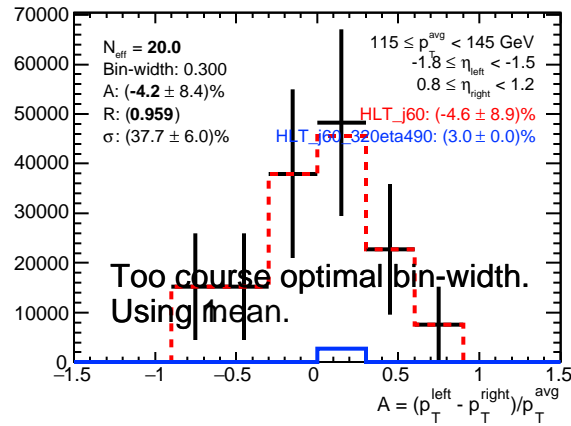 70000
60000
50000
40000
30000
20000
10000
0
N_eff = 20.0
Bin-width: 0.300
A: (-4.2 ± 8.4)%
R: (0.959)
σ: (37.7 ± 6.0)%
115 ≤ p_T^avg < 145 GeV
-1.8 ≤ η_left < -1.5
0.8 ≤ η_right < 1.2
HLT_j60: (-4.6 ± 8.9)%
HLT_j60_320eta490: (3.0 ± 0.0)%
Too course optimal bin-width.
Using mean.
−1.5 −1 −0.5 0 0.5 1 1.5
A = (p_T^left - p_T^right)/p_T^avg